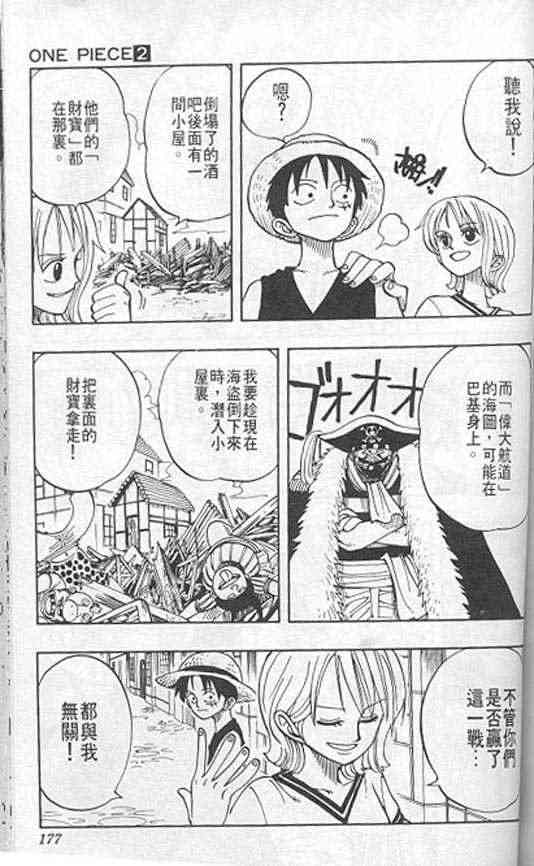 ONE PIECE 2
聽我說！
嗯？
倒塌了的酒
吧後面有一
間小屋。
他們的「
財寶」都
在那裏。
而「偉大航道」
的海圖，可能在
巴基身上。
ゴオオオ
我要趁現在
海盜倒下來
時，潛入小
屋裏。
把裏面的
財寶拿走！
不管你們
是否贏了
這一戰…
都與我
無關！
177